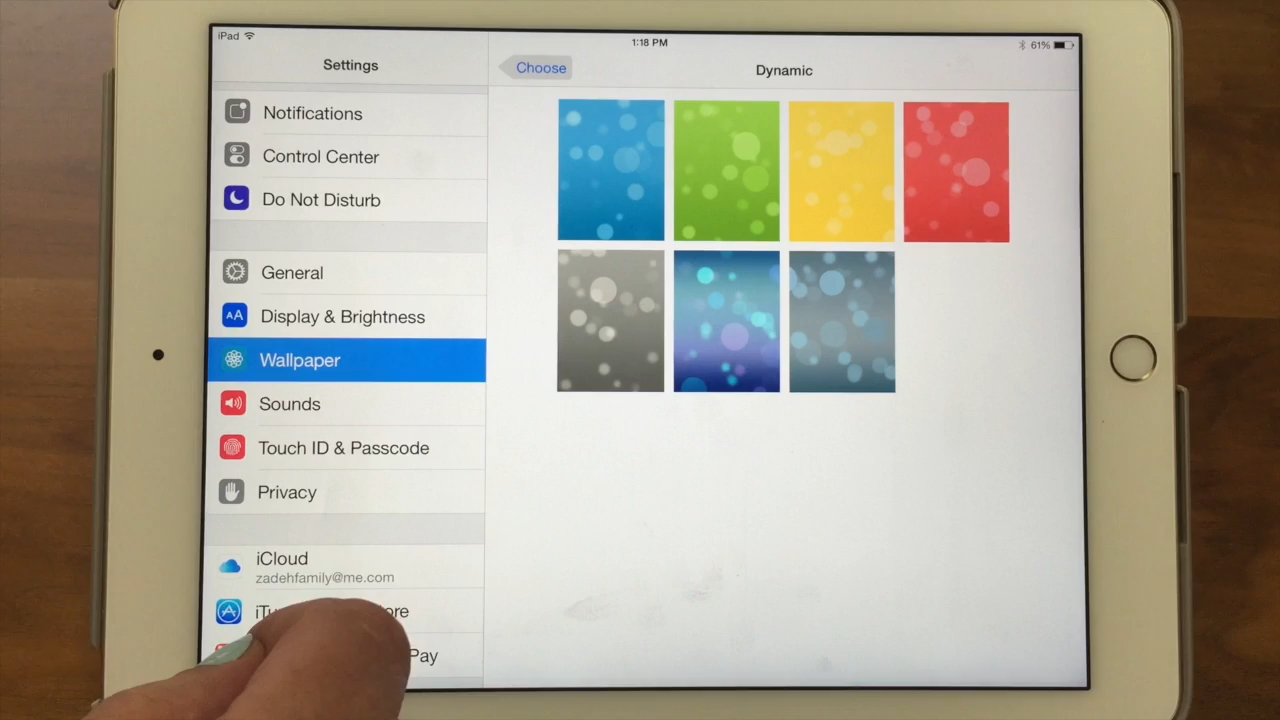 iPad
1:18 PM
61%
Settings
Choose
Dynamic
Notifications
Control Center
Do Not Disturb
General
AA Display & Brightness
Wallpaper
Sounds
Touch ID & Passcode
Privacy
iCloud
zadehfamily@me.com
Pay